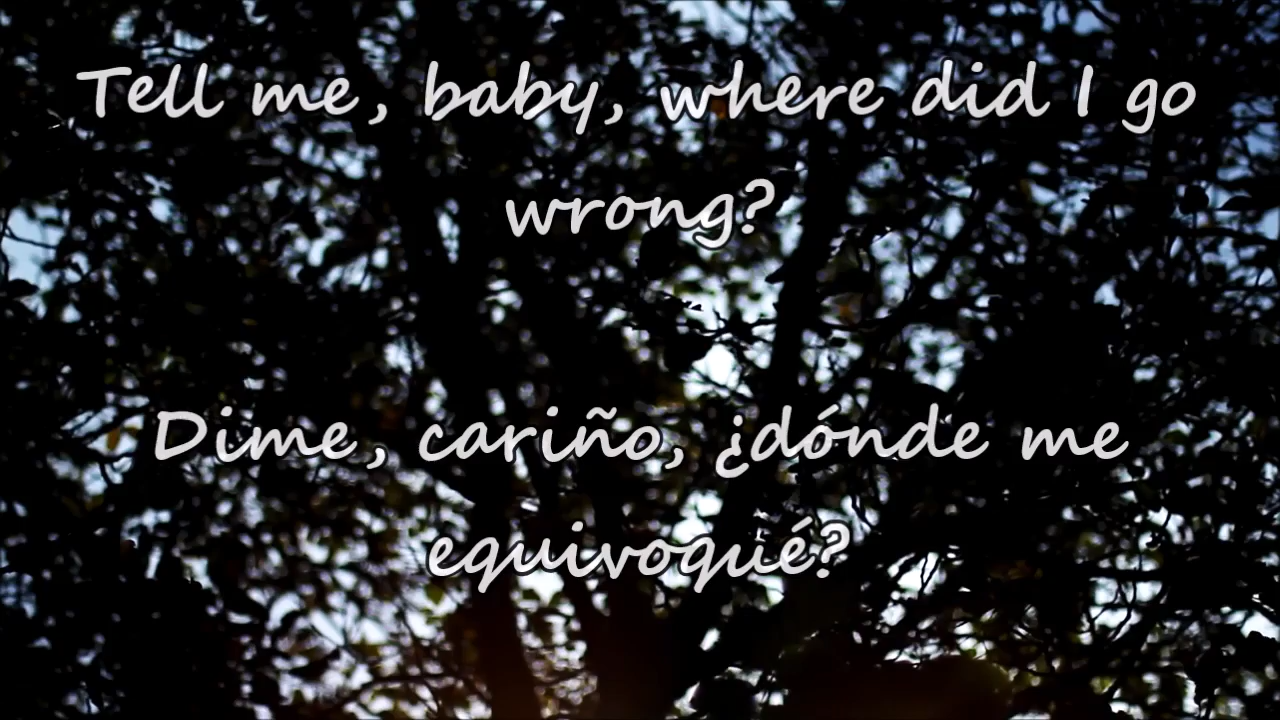 Tell me, baby, where did I go
wrong?
Dime, cariño, ¿dónde me
equivoqué?